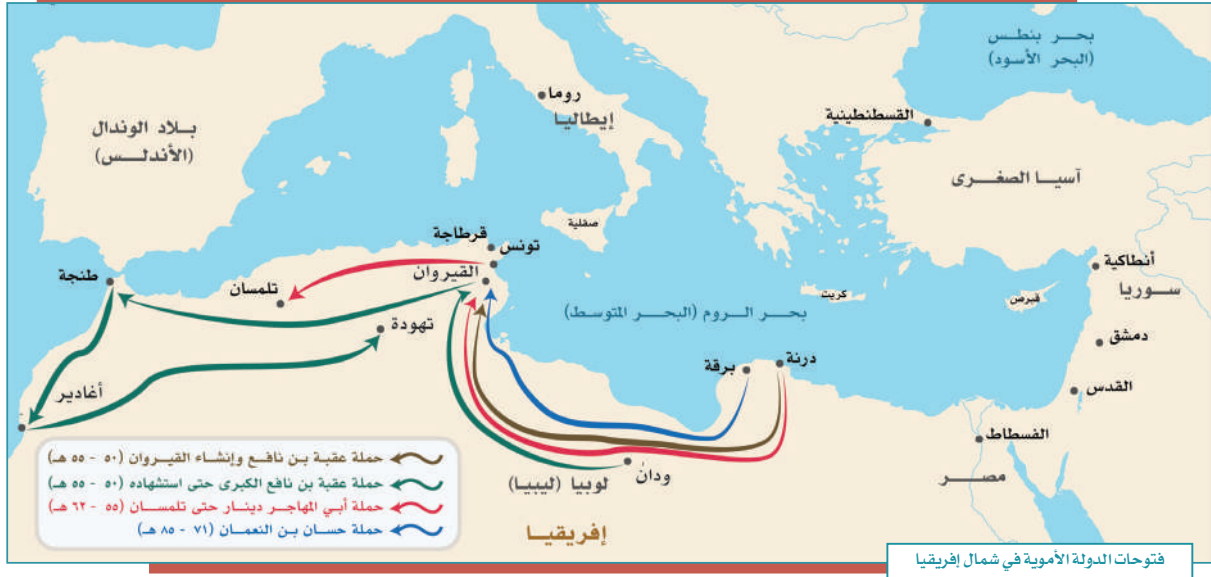 بحر بنطس
(البحر الأسود)
روما
إيطاليا
القسطنطينية
بلاد الوندال
(الأندلس)
آسيا الصغرى
صقلية
قرطاجة
تونس
القيروان
أنطاكية
سوريا
طنجة
تلمسان
كريت
قبرص
بحر الروم (البحر المتوسط)
تهودة
دمشق
درنة
برقة
القدس
أغادير
الفسطاط
مصر
ودان
لوبيا (ليبيا)
إفريقيا
حملة عقبة بن نافع وإنشاء القيروان (٥٠ - ٥٥ هـ)
حملة عقبة بن نافع الكبرى حتى استشهاده (٥٠ - ٥٥ هـ)
حملة أبي المهاجر دينار حتى تلمسان (٥٥ - ٦٢ هـ)
حملة حسان بن النعمان (٧١ - ٨٥ هـ)
فتوحات الدولة الأموية في شمال إفريقيا